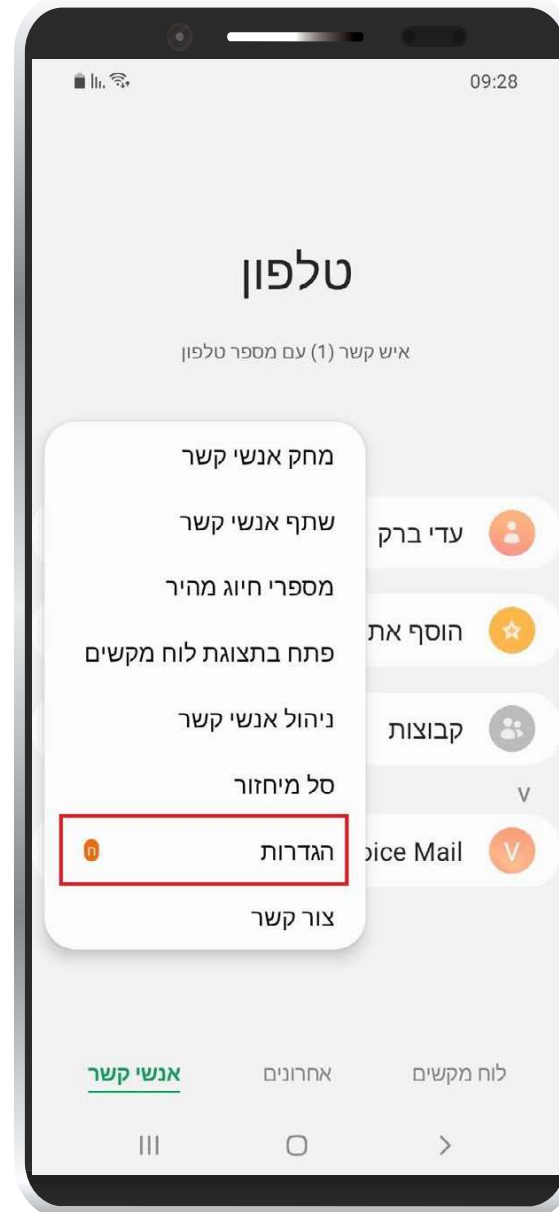 09:28
טלפון
איש קשר (1) עם מספר טלפון
מחק אנשי קשר
שתף אנשי קשר
מספרי חיוג מהיר
פתח בתצוגת לוח מקשים
ניהול אנשי קשר
סל מיחזור
הגדרות
ח
צור קשר
עדי ברק
הוסף את
קבוצות
V
oice Mail
V
לוח מקשים
אחרונים
אנשי קשר